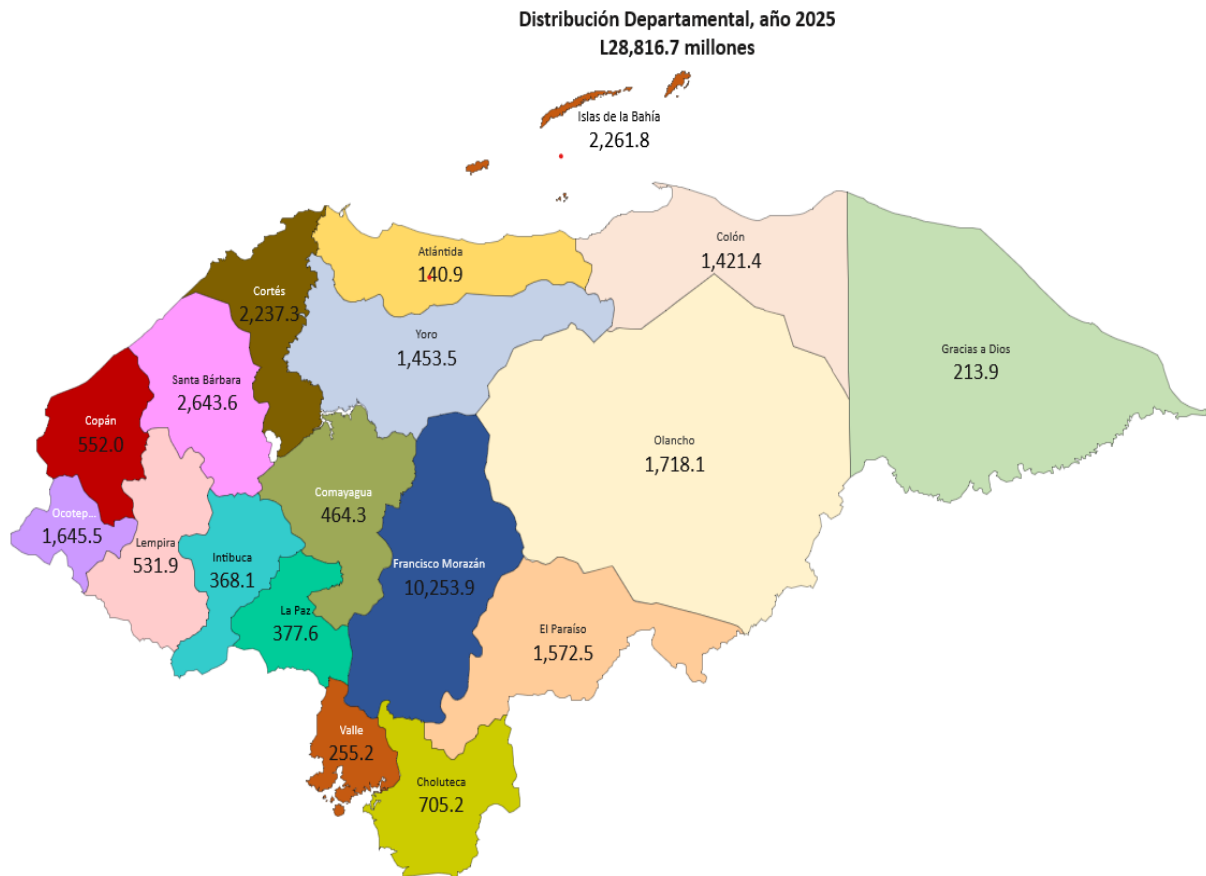 Distribución Departamental, año 2025
L28,816.7 millones
Islas de la Bahía
2,261.8
Colón
1,421.4
Atlántida
140.9
Cortés
2,237.3
Yoro
1,453.5
Gracias a Dios
213.9
Santa Bárbara
2,643.6
Copán
552.0
Olancho
1,718.1
Comayagua
464.3
Ocotep...
1,645.5
Lempira
531.9
Intibuca
368.1
Francisco Morazán
10,253.9
La Paz
377.6
El Paraíso
1,572.5
Valle
255.2
Choluteca
705.2